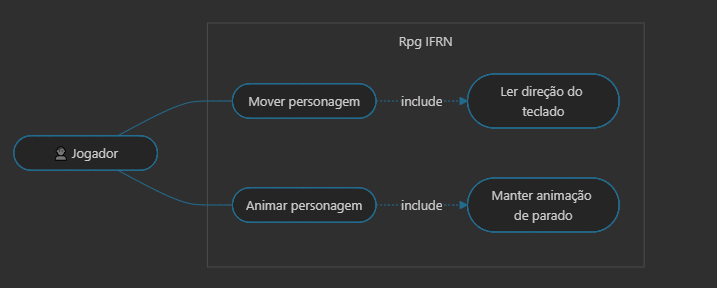 Rpg IFRN
Mover personagem
include
Ler direção do
teclado
Jogador
Animar personagem
include
Manter animação
de parado